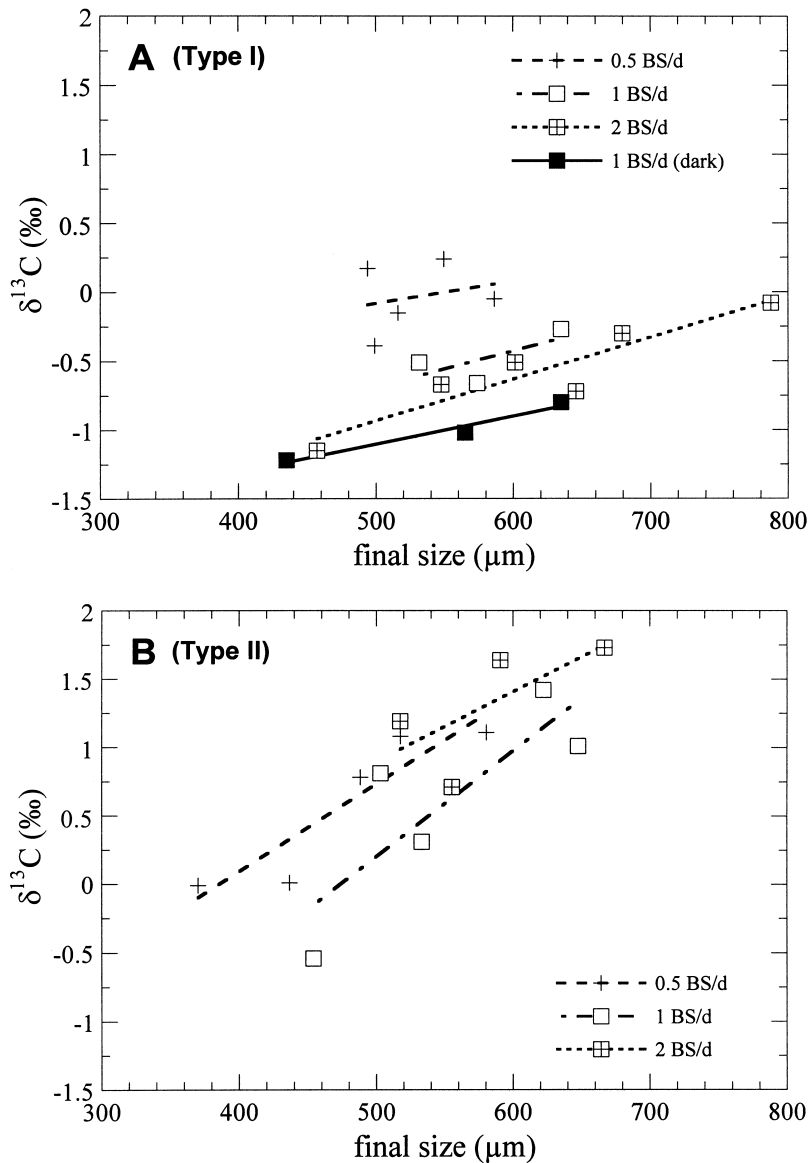 A (Type I)
0.5 BS/d
1 BS/d
2 BS/d
1 BS/d (dark)
2
1.5
1
0.5
0
-0.5
-1
-1.5
δ¹³C (‰)
300 400 500 600 700 800
final size (µm)
B (Type II)
0.5 BS/d
1 BS/d
2 BS/d
2
1.5
1
0.5
0
-0.5
-1
-1.5
δ¹³C (‰)
300 400 500 600 700 800
final size (µm)